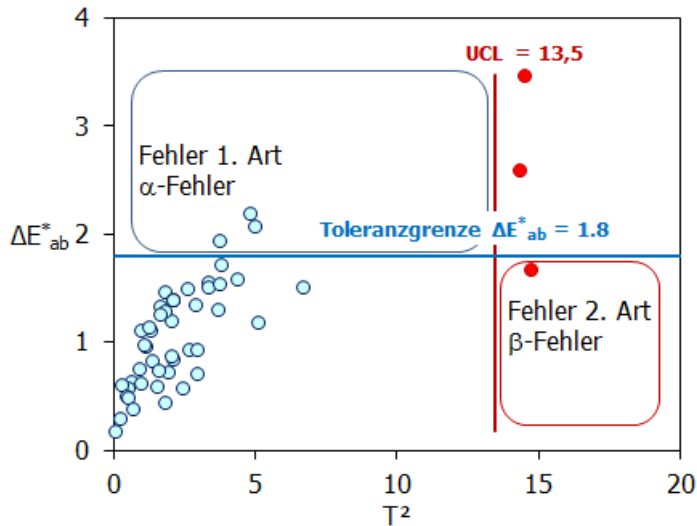 4
UCL = 13,5
3
Fehler 1. Art
α-Fehler
ΔE*ab 2
Toleranzgrenze ΔE*ab = 1.8
Fehler 2. Art
β-Fehler
1
0
0 5 10 15 20
T²